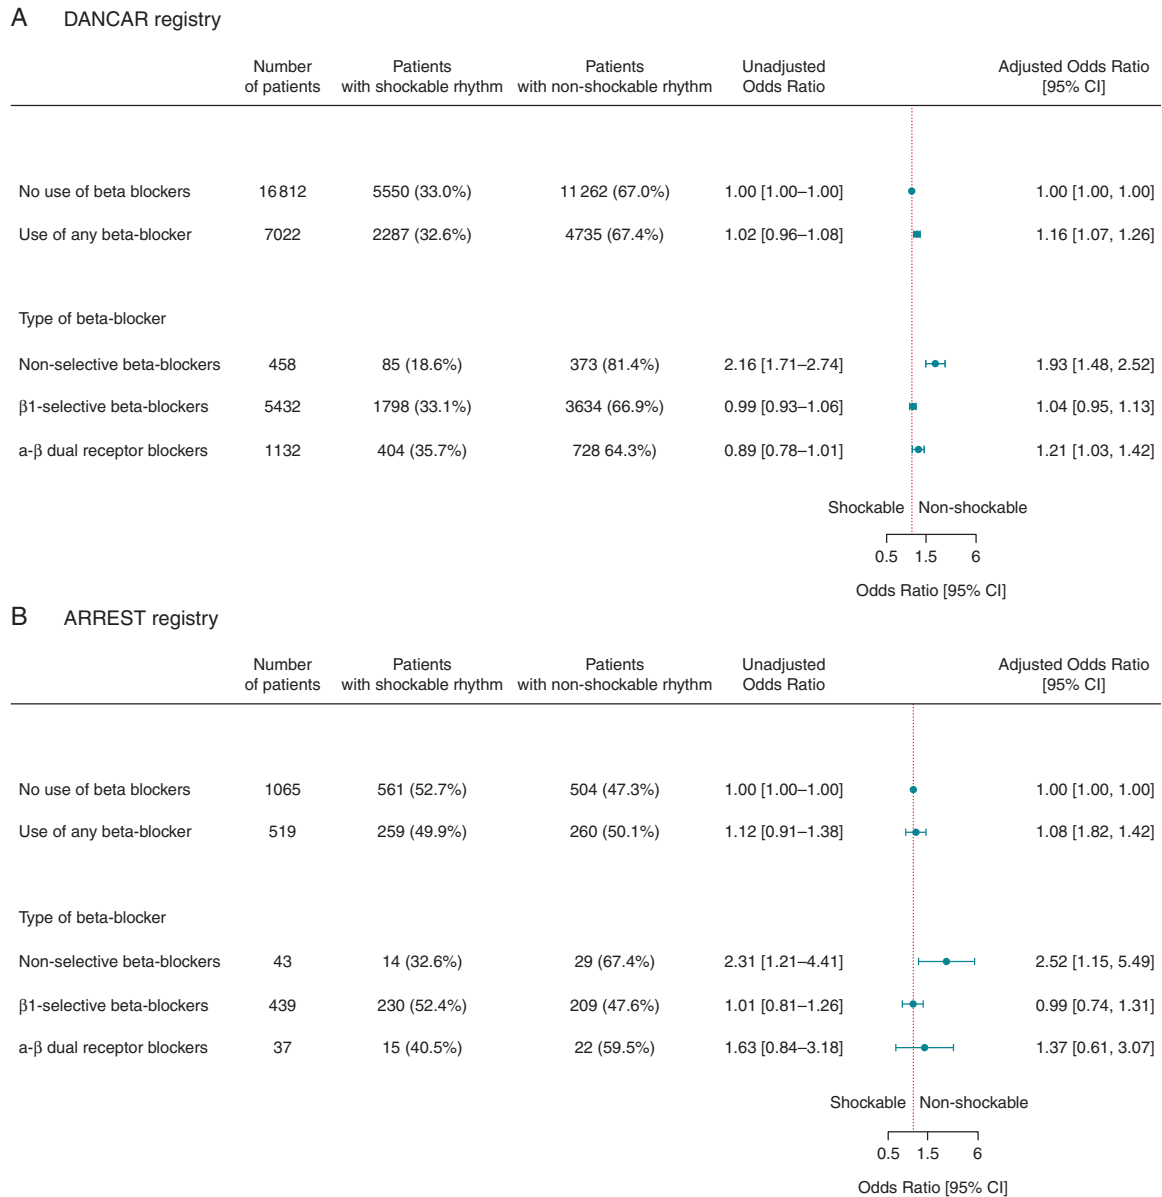 A DANCAR registry
Number of patients Patients with shockable rhythm Patients with non-shockable rhythm Unadjusted Odds Ratio Adjusted Odds Ratio [95% CI]
No use of beta blockers 16 812 5550 (33.0%) 11 262 (67.0%) 1.00 [1.00–1.00] 1.00 [1.00, 1.00]
Use of any beta-blocker 7022 2287 (32.6%) 4735 (67.4%) 1.02 [0.96–1.08] 1.16 [1.07, 1.26]
Type of beta-blocker
Non-selective beta-blockers 458 85 (18.6%) 373 (81.4%) 2.16 [1.71–2.74] 1.93 [1.48, 2.52]
β1-selective beta-blockers 5432 1798 (33.1%) 3634 (66.9%) 0.99 [0.93–1.06] 1.04 [0.95, 1.13]
a-β dual receptor blockers 1132 404 (35.7%) 728 64.3%) 0.89 [0.78–1.01] 1.21 [1.03, 1.42]
Shockable Non-shockable
0.5 1.5 6
Odds Ratio [95% CI]
B ARREST registry
Number of patients Patients with shockable rhythm Patients with non-shockable rhythm Unadjusted Odds Ratio Adjusted Odds Ratio [95% CI]
No use of beta blockers 1065 561 (52.7%) 504 (47.3%) 1.00 [1.00–1.00] 1.00 [1.00, 1.00]
Use of any beta-blocker 519 259 (49.9%) 260 (50.1%) 1.12 [0.91–1.38] 1.08 [1.82, 1.42]
Type of beta-blocker
Non-selective beta-blockers 43 14 (32.6%) 29 (67.4%) 2.31 [1.21–4.41] 2.52 [1.15, 5.49]
β1-selective beta-blockers 439 230 (52.4%) 209 (47.6%) 1.01 [0.81–1.26] 0.99 [0.74, 1.31]
a-β dual receptor blockers 37 15 (40.5%) 22 (59.5%) 1.63 [0.84–3.18] 1.37 [0.61, 3.07]
Shockable Non-shockable
0.5 1.5 6
Odds Ratio [95% CI]